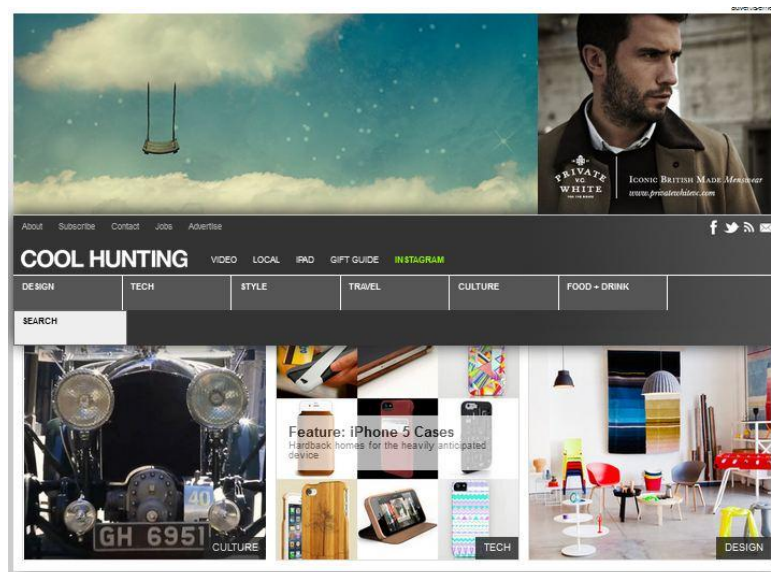 advertisement
PRIVATE
V.C.
WHITE
ICONIC BRITISH MADE Menswear
www.privatewhitevc.com
About Subscribe Contact Jobs Advertise
COOL HUNTING VIDEO LOCAL IPAD GIFT GUIDE INSTAGRAM
DESIGN TECH STYLE TRAVEL CULTURE FOOD + DRINK
SEARCH
Feature: iPhone 5 Cases
Hardback homes for the heavily anticipated
device
40
GH 6951
CULTURE TECH DESIGN